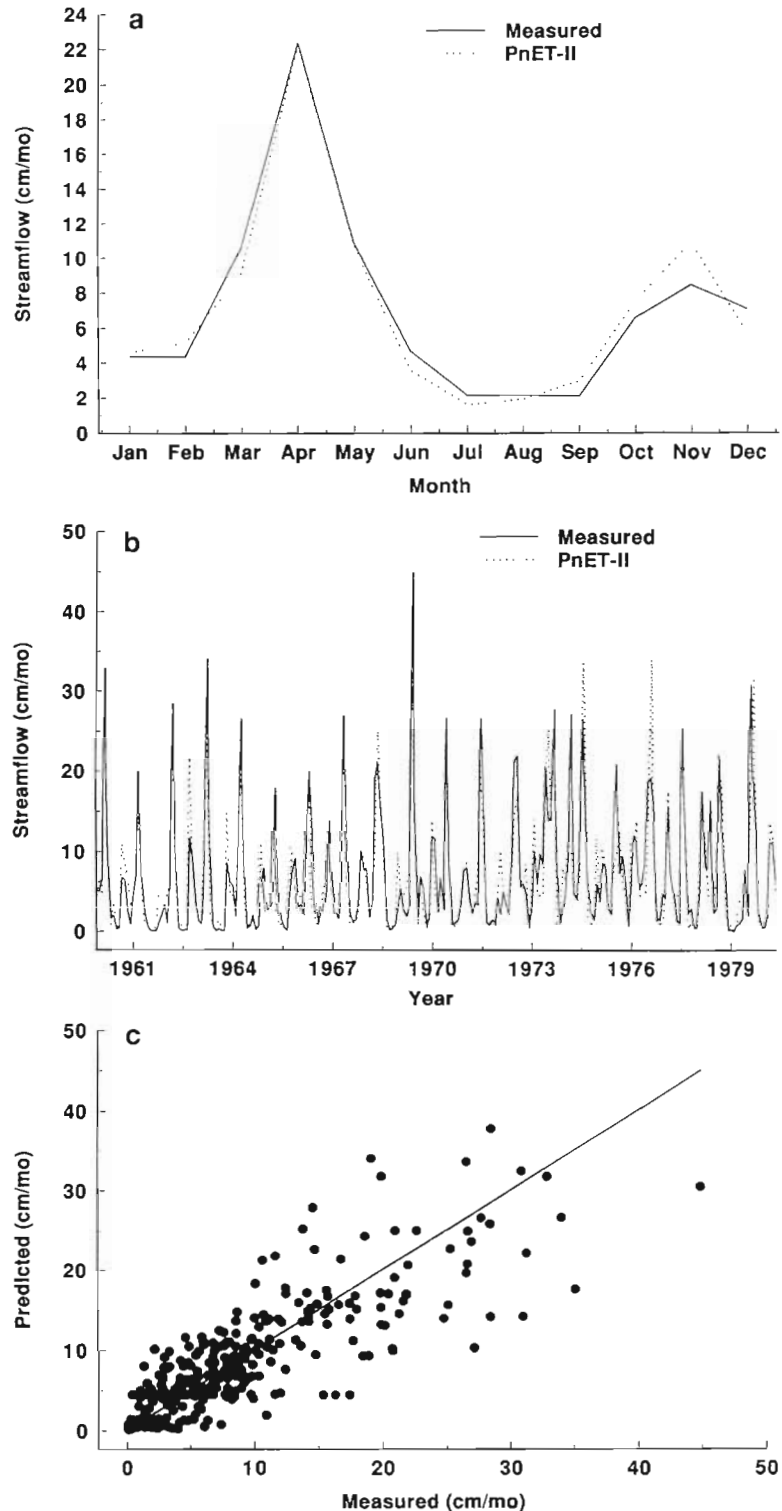 a
Measured
PnET-II
24
22
20
18
16
14
12
10
8
6
4
2
0
Streamflow (cm/mo)
Jan Feb Mar Apr May Jun Jul Aug Sep Oct Nov Dec
Month
b
Measured
PnET-II
50
40
30
20
10
0
Streamflow (cm/mo)
1961 1964 1967 1970 1973 1976 1979
Year
c
50
40
30
20
10
0
Predicted (cm/mo)
0 10 20 30 40 50
Measured (cm/mo)